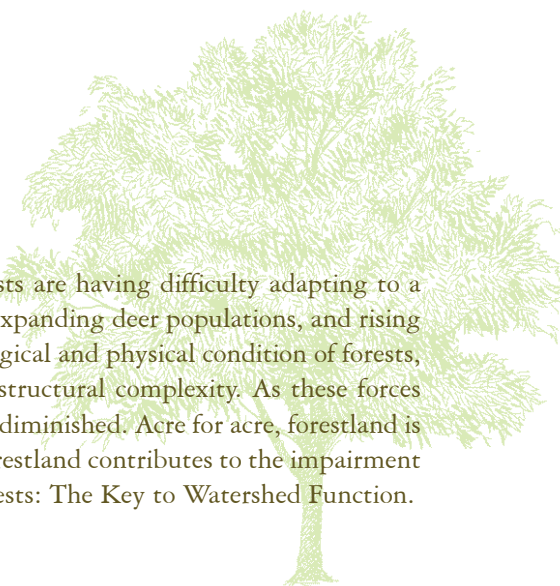 sts are having difficulty adapting to a
xpanding deer populations, and rising
gical and physical condition of forests,
structural complexity. As these forces
diminished. Acre for acre, forestland is
restland contributes to the impairment
ests: The Key to Watershed Function.